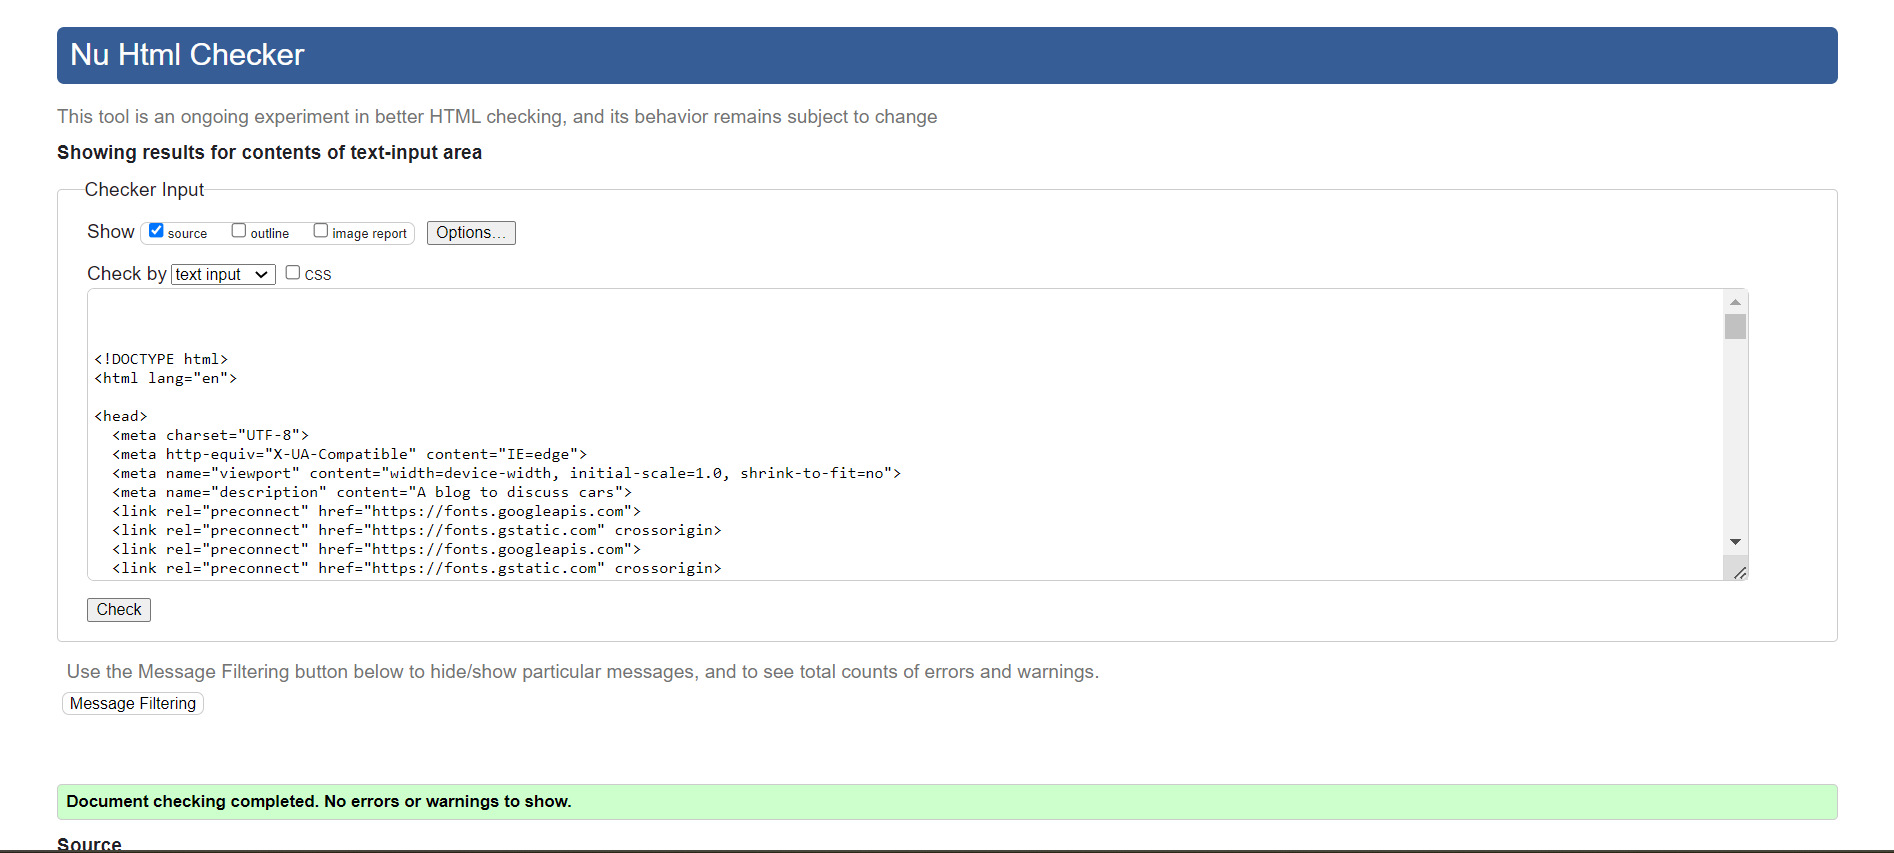 Nu Html Checker
This tool is an ongoing experiment in better HTML checking, and its behavior remains subject to change
Showing results for contents of text-input area
Checker Input
Show source outline image report Options...
Check by text input CSS
<!DOCTYPE html>
<html lang="en">
<head>
<meta charset="UTF-8">
<meta http-equiv="X-UA-Compatible" content="IE=edge">
<meta name="viewport" content="width=device-width, initial-scale=1.0, shrink-to-fit=no">
<meta name="description" content="A blog to discuss cars">
<link rel="preconnect" href="https://fonts.googleapis.com">
<link rel="preconnect" href="https://fonts.gstatic.com" crossorigin>
<link rel="preconnect" href="https://fonts.googleapis.com">
<link rel="preconnect" href="https://fonts.gstatic.com" crossorigin>
Check
Use the Message Filtering button below to hide/show particular messages, and to see total counts of errors and warnings.
Message Filtering
Document checking completed. No errors or warnings to show.
Source